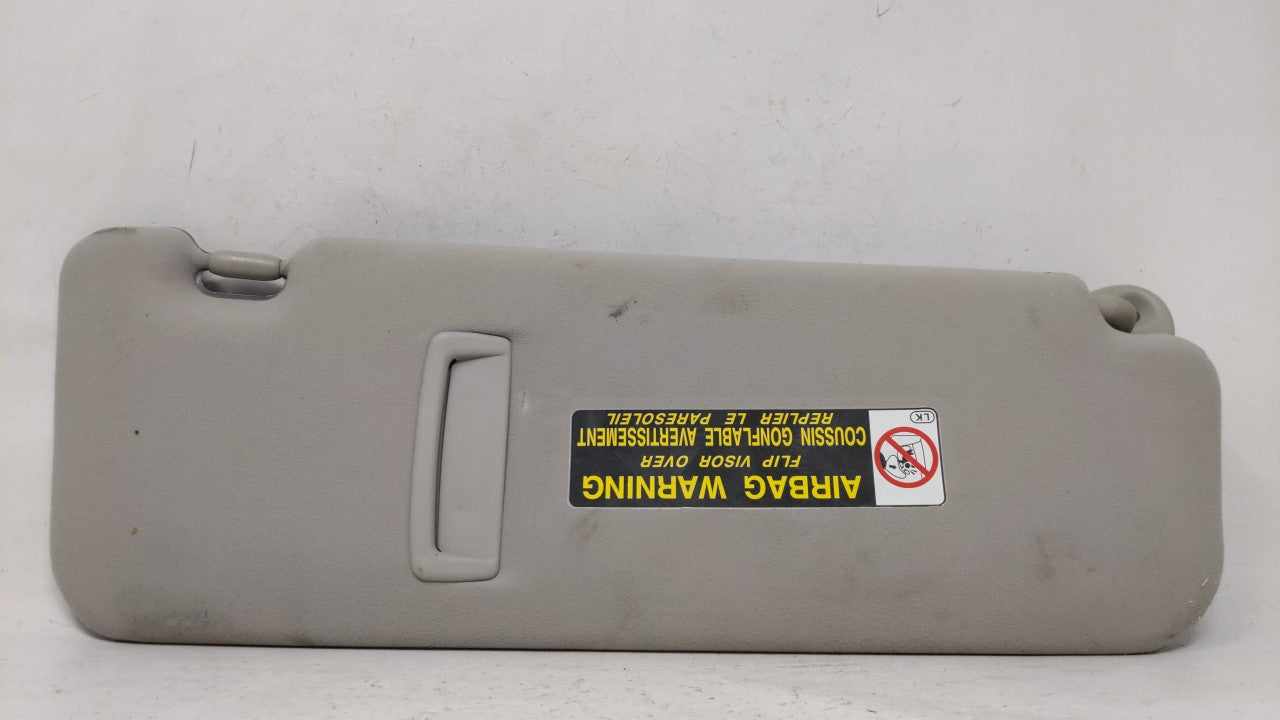 AIRBAG WARNING
FLIP VISOR OVER
COUSSIN GONFLABLE AVERTISSEMENT
REPLIER LE PARESOLEIL
LK